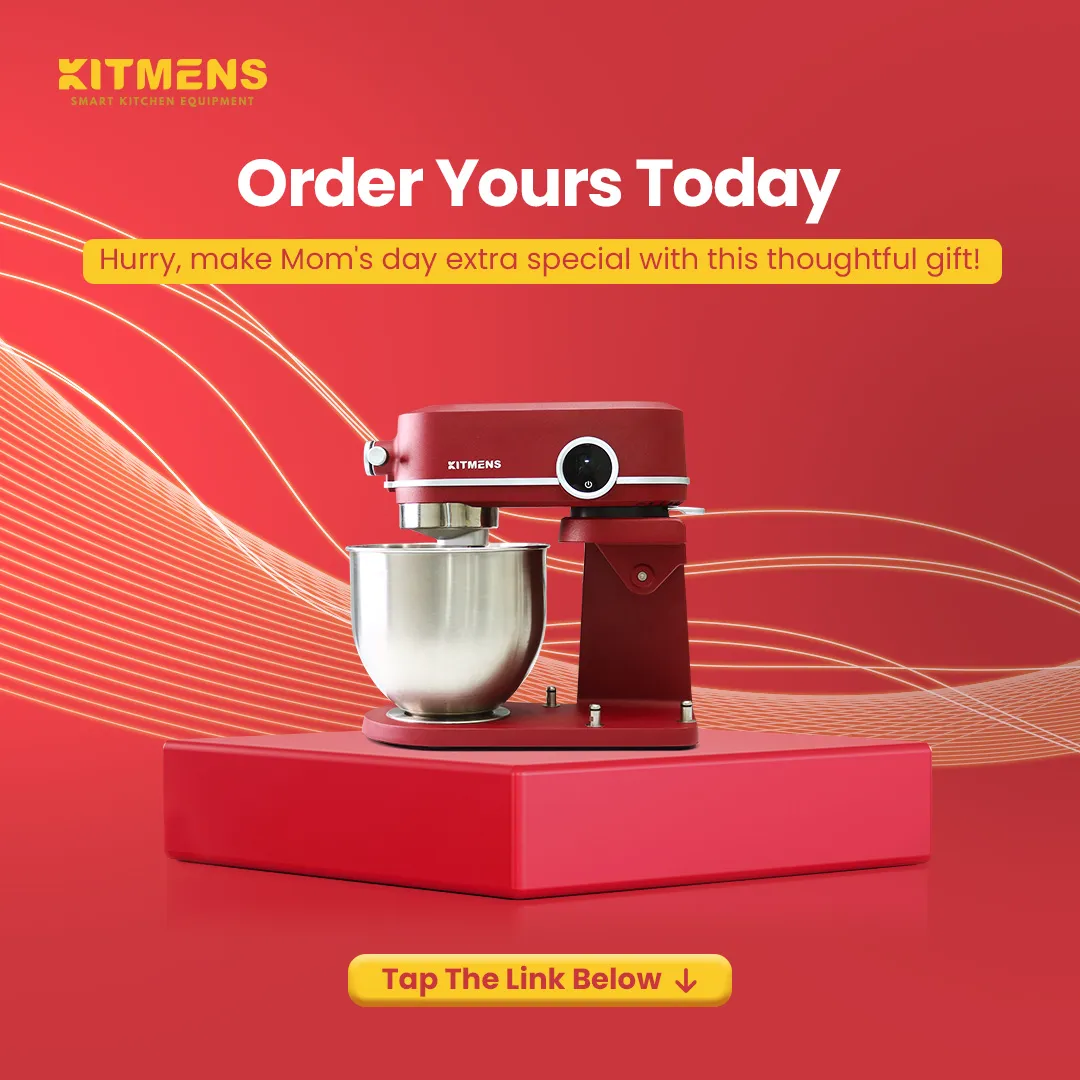 KITMENS
SMART KITCHEN EQUIPMENT
Order Yours Today
Hurry, make Mom's day extra special with this thoughtful gift!
KITMENS
Tap The Link Below ↓